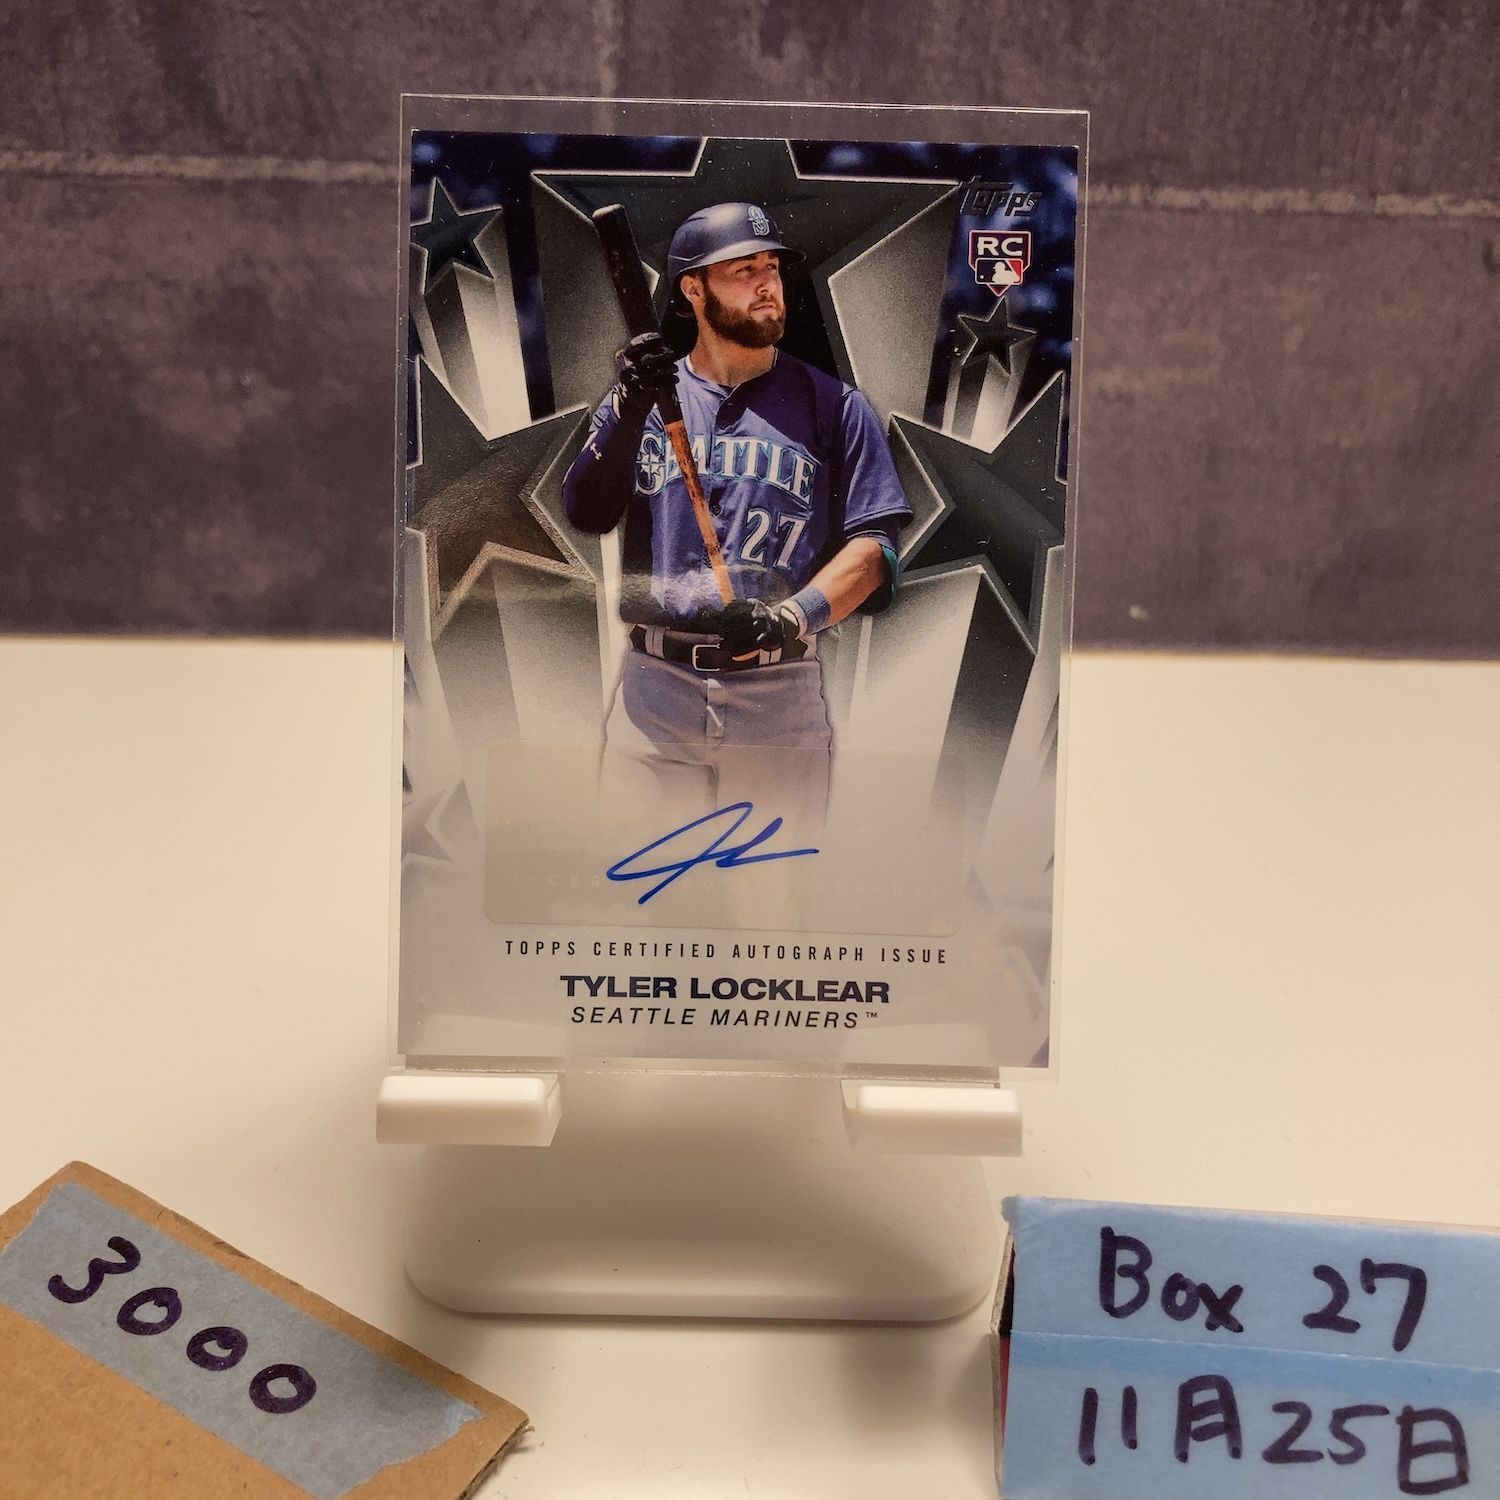 Topps
RC
SEATTLE
27
TOPPS CERTIFIED AUTOGRAPH ISSUE
TYLER LOCKLEAR
SEATTLE MARINERS™
3000
Box 27
11月25日